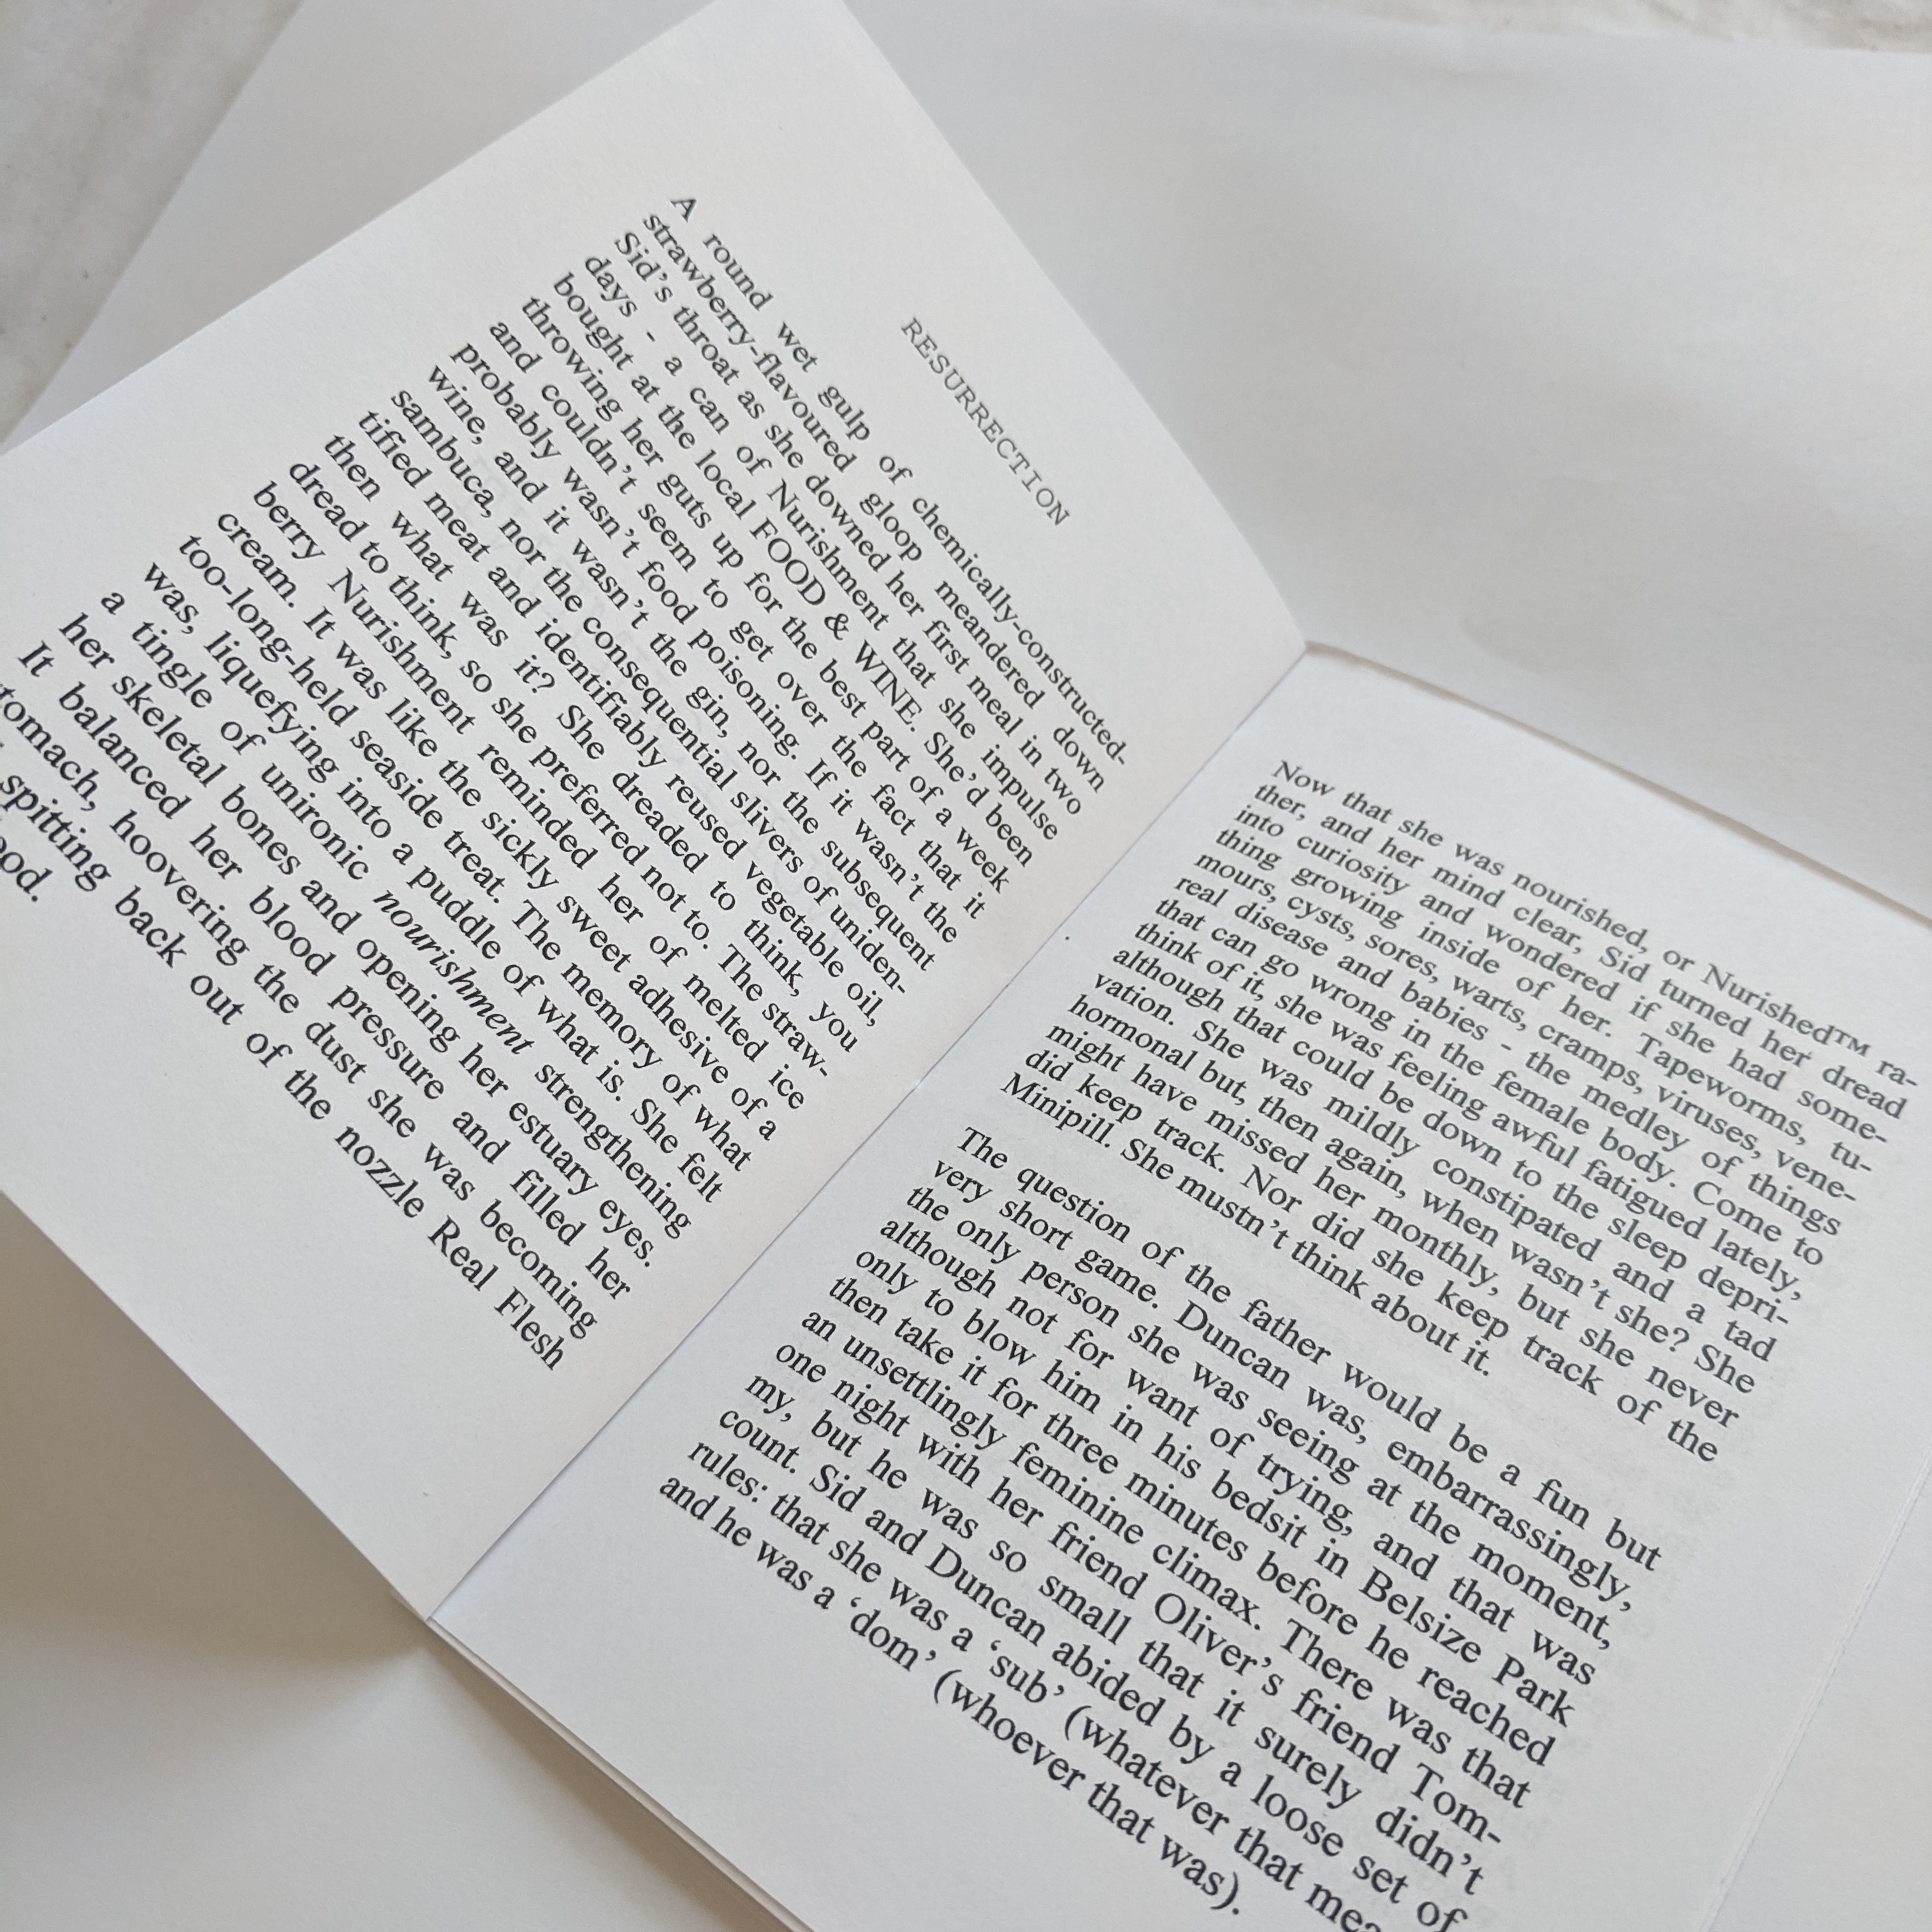 RESURRECTION
A round wet gulp of chemically-constructed-
strawberry-flavoured gloop meandered down
Sid's throat as she downed her first meal in two
days - a can of Nurishment that she impulse
bought at the local FOOD & WINE. She'd been
throwing her guts up for the best part of a week
and couldn't seem to get over the fact that it
probably wasn't food poisoning. If it wasn't the
wine, and it wasn't the gin, nor the subsequent
sambuca, nor the consequential slivers of uniden-
tified meat and identifiably reused vegetable oil,
then what was it? She dreaded to think, you
dread to think, so she preferred not to. The straw-
berry Nurishment reminded her of melted ice
cream. It was like the sickly sweet adhesive of a
too-long-held seaside treat. The memory of what
was, liquefying into a puddle of what is. She felt
a tingle of unironic nourishment strengthening
her skeletal bones and opening her estuary eyes.
It balanced her blood pressure and filled her
tomach, hoovering the dust she was becoming
spitting back out of the nozzle Real Flesh
ood.
Now that she was nourished, or Nurished™ ra-
ther, and her mind clear, Sid turned her dread
into curiosity and wondered if she had some-
thing growing inside of her. Tapeworms, tu-
mours, cysts, sores, warts, cramps, viruses, vene-
real disease and babies - the medley of things
that can go wrong in the female body. Come to
think of it, she was feeling awful fatigued lately,
although that could be down to the sleep depri-
vation. She was mildly constipated and a tad
hormonal but, then again, when wasn't she? She
might have missed her monthly, but she never
did keep track. Nor did she keep track of the
Minipill. She mustn't think about it.
The question of the father would be a fun but
very short game. Duncan was, embarrassingly,
the only person she was seeing at the moment,
although not for want of trying, and that was
only to blow him in his bedsit in Belsize Park
then take it for three minutes before he reached
an unsettlingly feminine climax. There was that
one night with her friend Oliver's friend Tom-
my, but he was so small that it surely didn't
count. Sid and Duncan abided by a loose set of
rules: that she was a 'sub' (whatever that mea
and he was a 'dom' (whoever that was).